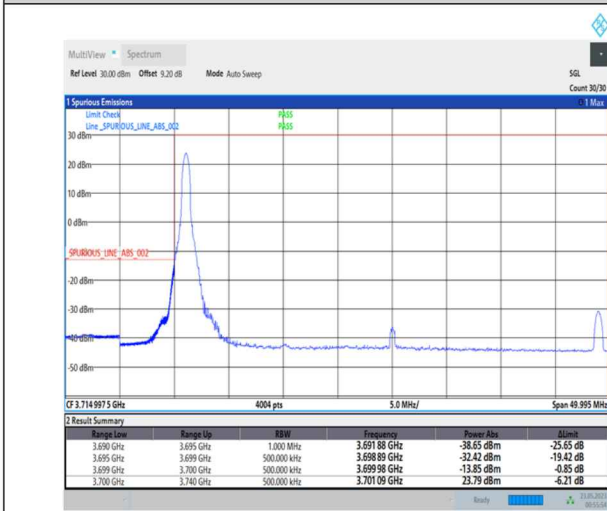 MultiView Spectrum
Ref Level 30.00 dBm Offset 9.20 dB Mode Auto Sweep SGL
Count 30/30
1 Spurious Emissions 1 Max
Limit Check PASS
Line _SPURIOUS_LINE_ABS_002 PASS
30 dBm
20 dBm
10 dBm
0 dBm
_SPURIOUS_LINE_ABS_002
-20 dBm
-30 dBm
-40 dBm
-50 dBm
CF 3.714 997 5 GHz 4004 pts 5.0 MHz/ Span 49.995 MHz
2 Result Summary
Range Low Range Up RBW Frequency Power Abs ΔLimit
3.690 GHz 3.695 GHz 1.000 MHz 3.691 88 GHz -38.65 dBm -25.65 dB
3.695 GHz 3.699 GHz 500.000 kHz 3.698 89 GHz -32.42 dBm -19.42 dB
3.699 GHz 3.700 GHz 500.000 kHz 3.699 98 GHz -13.85 dBm -0.85 dB
3.700 GHz 3.740 GHz 500.000 kHz 3.701 09 GHz 23.79 dBm -6.21 dB
Ready